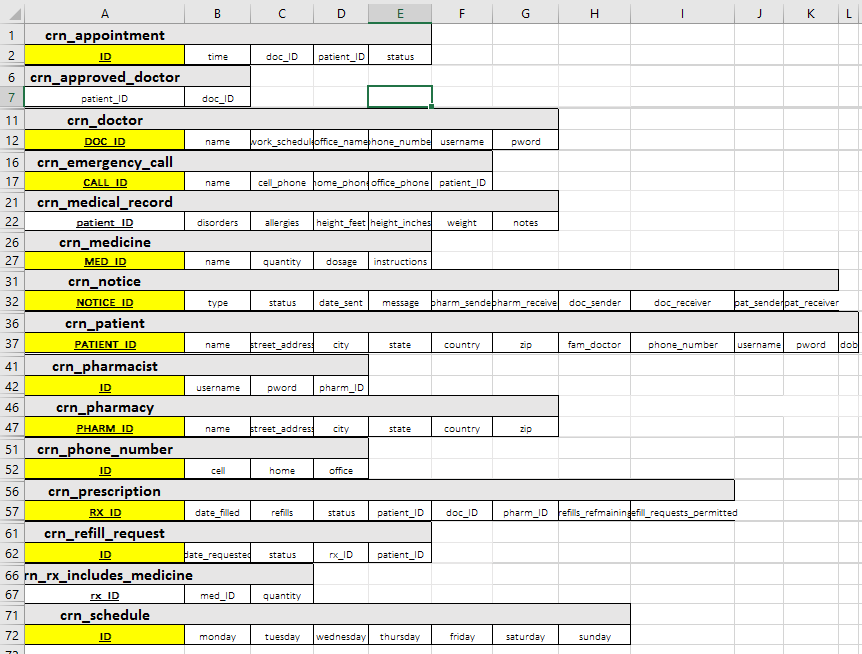 A B C D E F G H I J K L
1 crn_appointment
2 ID time doc_ID patient_ID status
6 crn_approved_doctor
7 patient_ID doc_ID
11 crn_doctor
12 DOC_ID name work_schedul office_name hone_numbe username pword
16 crn_emergency_call
17 CALL_ID name cell_phone home_phone office_phone patient_ID
21 crn_medical_record
22 patient_ID disorders allergies height_feet height_inches weight notes
26 crn_medicine
27 MED_ID name quantity dosage instructions
31 crn_notice
32 NOTICE_ID type status date_sent message pharm_sende pharm_receive doc_sender doc_receiver pat_sender pat_receiver
36 crn_patient
37 PATIENT_ID name street_address city state country zip fam_doctor phone_number username pword dob
41 crn_pharmacist
42 ID username pword pharm_ID
46 crn_pharmacy
47 PHARM_ID name street_address city state country zip
51 crn_phone_number
52 ID cell home office
56 crn_prescription
57 RX_ID date_filled refills status patient_ID doc_ID pharm_ID refills_refmaining efill_requests_permitted
61 crn_refill_request
62 ID date_requested status rx_ID patient_ID
66 rn_rx_includes_medicine
67 rx_ID med_ID quantity
71 crn_schedule
72 ID monday tuesday wednesday thursday friday saturday sunday